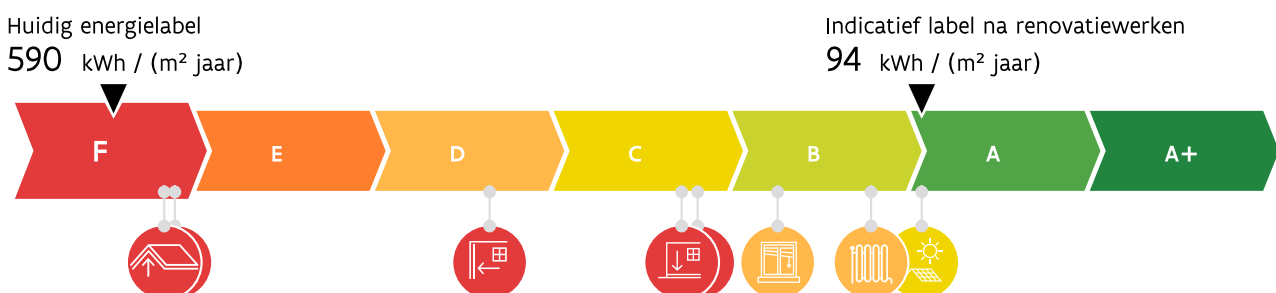 Huidig energielabel
590 kWh / (m² jaar)
Indicatief label na renovatiewerken
94 kWh / (m² jaar)
F E D C B A A+